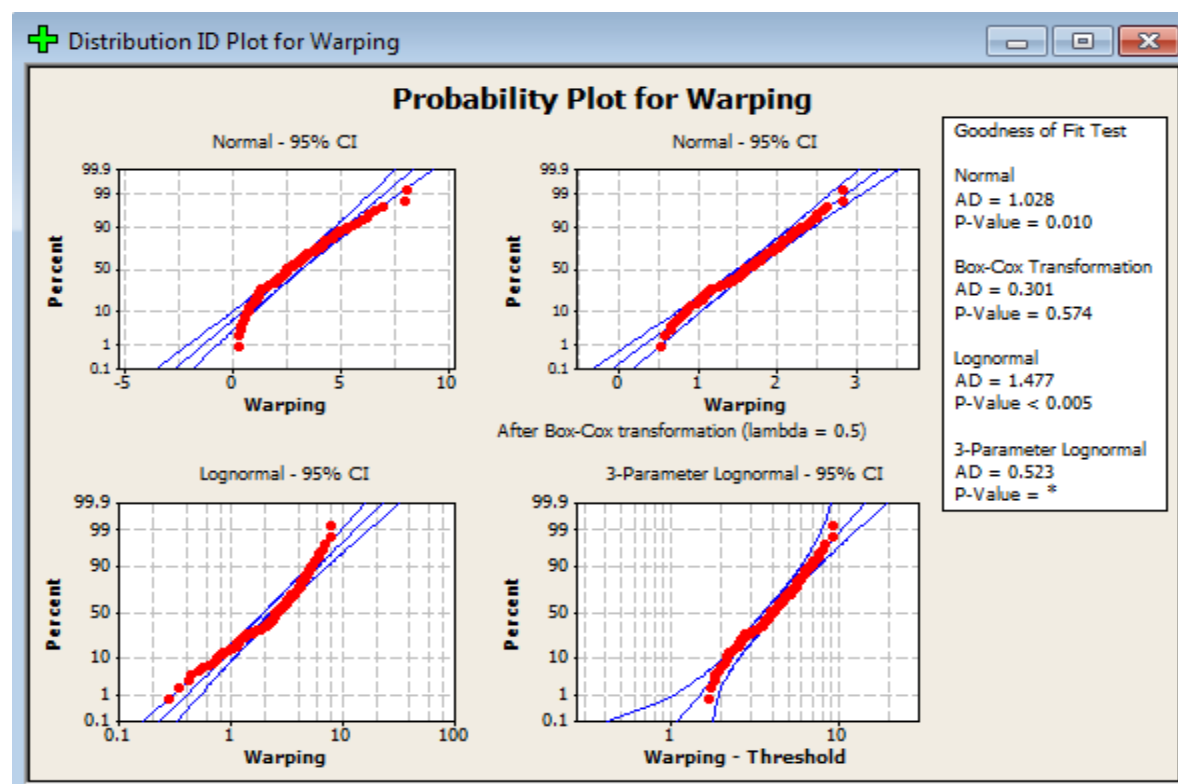 Distribution ID Plot for Warping
Probability Plot for Warping
Normal - 95% CI
99.9
99
90
50
10
1
0.1
Percent
-5 0 5 10
Warping
Normal - 95% CI
99.9
99
90
50
10
1
0.1
Percent
0 1 2 3
Warping
After Box-Cox transformation (lambda = 0.5)
Lognormal - 95% CI
99.9
99
90
50
10
1
0.1
Percent
0.1 1 10 100
Warping
3-Parameter Lognormal - 95% CI
99.9
99
90
50
10
1
0.1
Percent
1 10
Warping - Threshold
Goodness of Fit Test
Normal
AD = 1.028
P-Value = 0.010
Box-Cox Transformation
AD = 0.301
P-Value = 0.574
Lognormal
AD = 1.477
P-Value < 0.005
3-Parameter Lognormal
AD = 0.523
P-Value = *